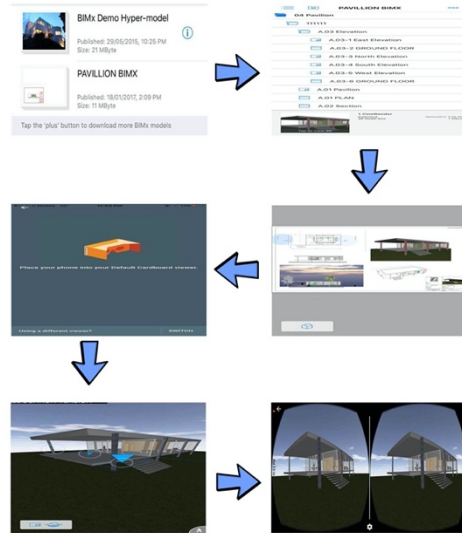 BIMx Demo Hyper-model
Published: 29/05/2015, 10:25 PM
Size: 21 MByte
PAVILLION BIMX
Published: 18/01/2017, 2:09 PM
Size: 11 MByte
Tap the 'plus' button to download more BIMx models
PAVILLION BIMX
04 Pavilion
A.03 Elevation
A.03-1 East Elevation
A.03-2 GROUND FLOOR
A.03-3 North Elevation
A.03-4 South Elevation
A.03-5 West Elevation
A.03-6 GROUND FLOOR
A.01 Pavilion
A.01 PLAN
A.02 Section
Place your phone into your Default Cardboard viewer.
Using a different viewer?
SWITCH